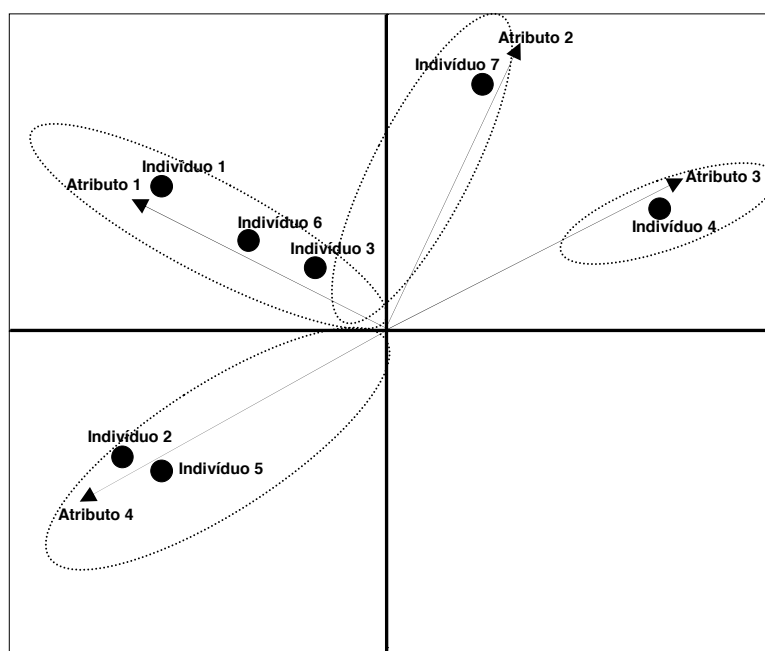 Atributo 2
Indivíduo 7
Indivíduo 1
Atributo 1
Atributo 3
Indivíduo 6
Indivíduo 4
Indivíduo 3
Indivíduo 2
Indivíduo 5
Atributo 4